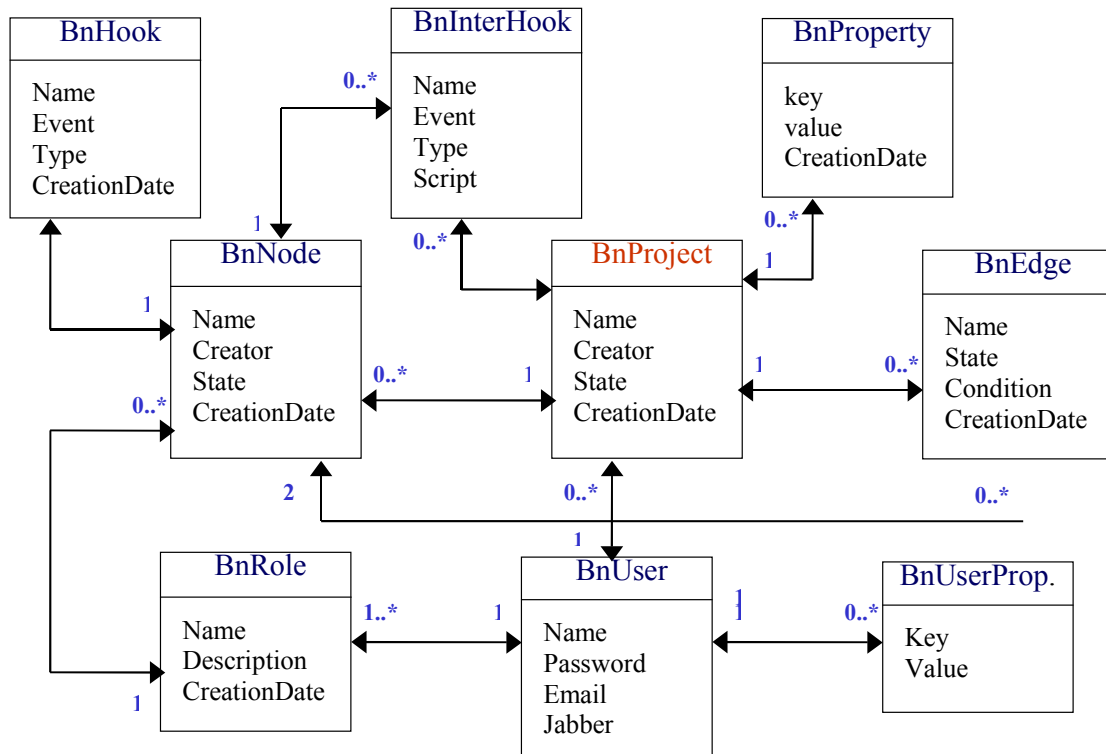 BnHook
Name
Event
Type
CreationDate
BnInterHook
Name
Event
Type
Script
BnProperty
key
value
CreationDate
0..*
1
0..*
0..*
1
1
BnNode
Name
Creator
State
CreationDate
BnProject
Name
Creator
State
CreationDate
BnEdge
Name
State
Condition
CreationDate
0..*
1
1
0..*
0..*
2
0..*
0..*
1
BnRole
Name
Description
CreationDate
BnUser
Name
Password
Email
Jabber
BnUserProp.
Key
Value
1..*
1
1
1
0..*
1